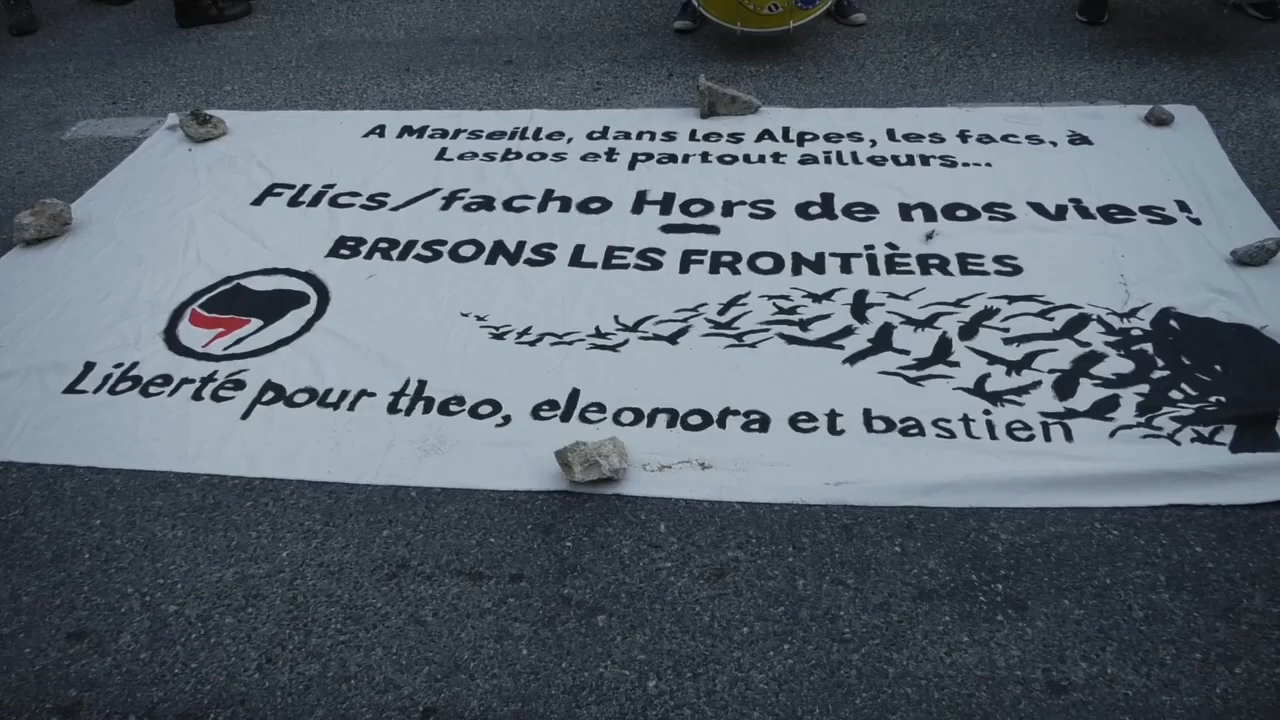 A Marseille, dans les Alpes, les facs, à
Lesbos et partout ailleurs...
Flics/facho Hors de nos vies!
BRISONS LES FRONTIÈRES
Liberté pour theo, eleonora et bastien